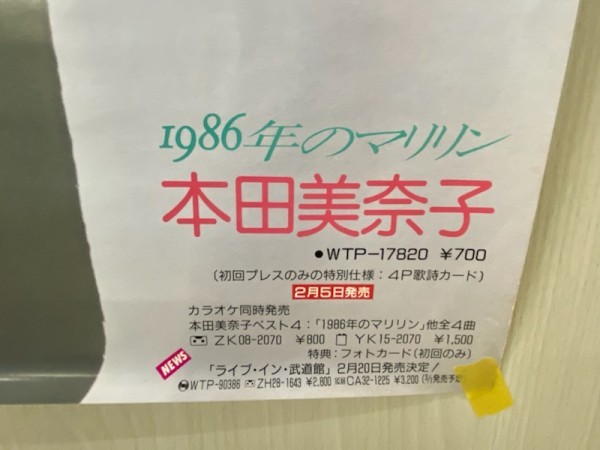 1986年のマリリン
本田美奈子
●WTP-17820 ¥700
(初回プレスのみの特別仕様:4P歌詩カード)
2月5日発売
カラオケ同時発売
本田美奈子ベスト4:「1986年のマリリン」他全4曲
ZK08-2070 ¥800 YK15-2070 ¥1,500
特典:フォトカード(初回のみ)
NEWS 「ライブ・イン・武道館」2月20日発売決定!
WTP-90386 ZH28-1643 ¥2,800 CA32-1225 ¥3,200 発売予定